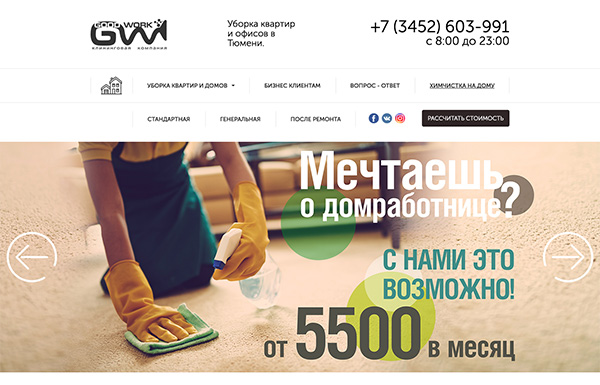 GOOD WORK
GW
клининговая компания
Уборка квартир
и офисов в
Тюмени.
+7 (3452) 603-991
с 8:00 до 23:00
УБОРКА КВАРТИР И ДОМОВ
БИЗНЕС КЛИЕНТАМ
ВОПРОС - ОТВЕТ
ХИМЧИСТКА НА ДОМУ
СТАНДАРТНАЯ
ГЕНЕРАЛЬНАЯ
ПОСЛЕ РЕМОНТА
РАССЧИТАТЬ СТОИМОСТЬ
Мечтаешь
о домработнице?
С НАМИ ЭТО
ВОЗМОЖНО!
от 5500 в месяц